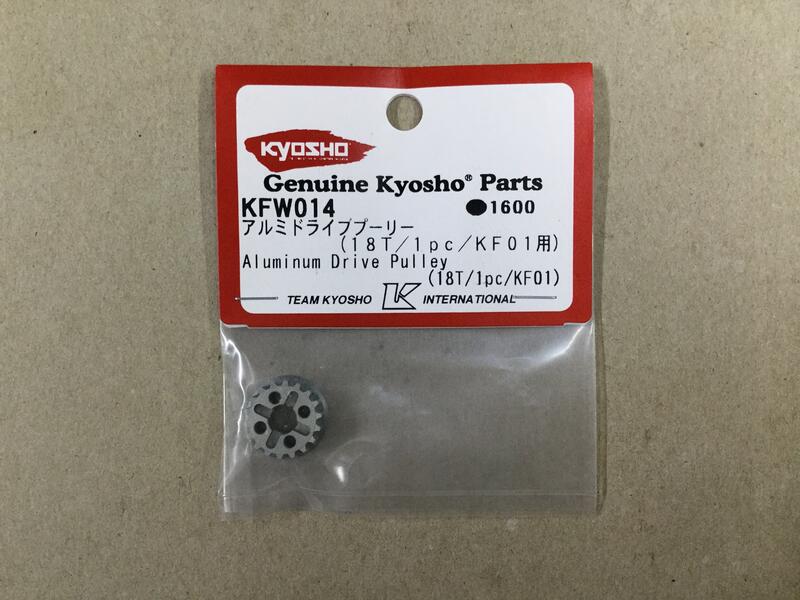 KYOSHO
Genuine Kyosho® Parts
KFW014 ●1600
アルミドライブプーリー
(18T/1pc/KF01用)
Aluminum Drive Pulley
(18T/1pc/KF01)
TEAM KYOSHO K INTERNATIONAL